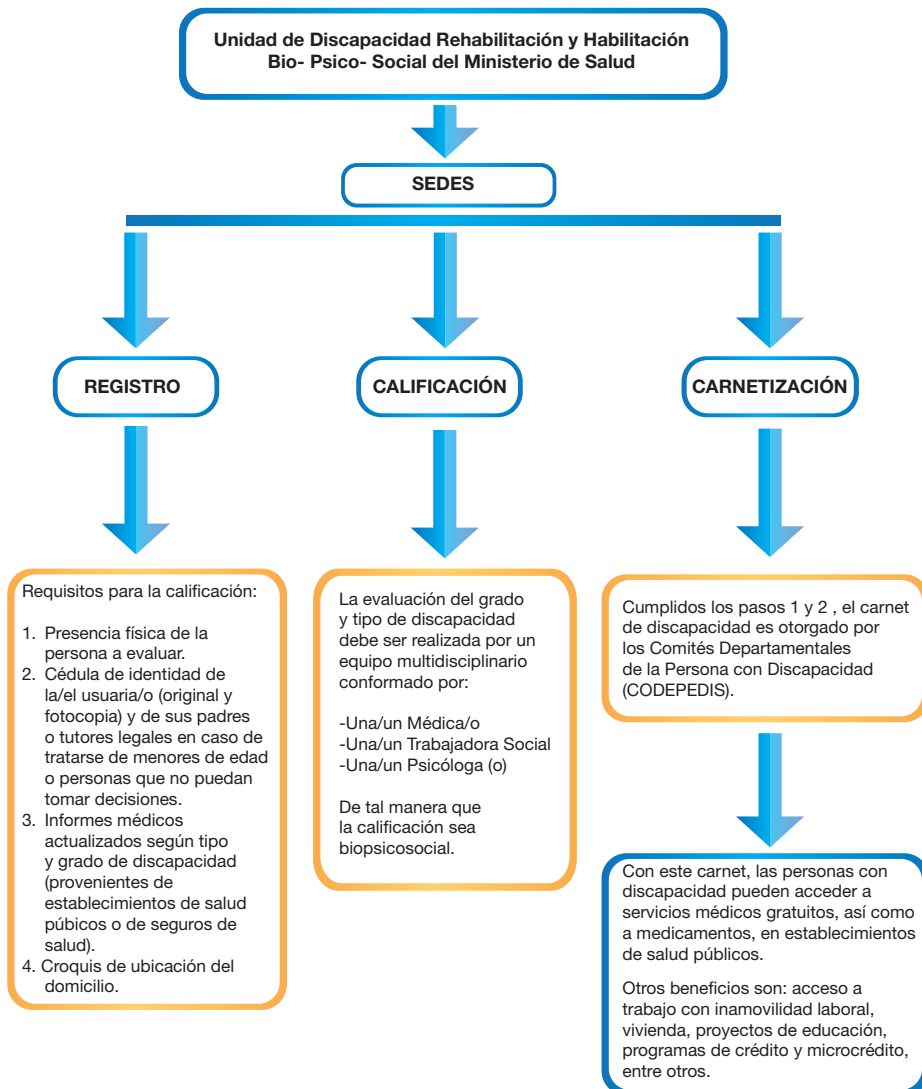 Unidad de Discapacidad Rehabilitación y Habilitación
Bio- Psico- Social del Ministerio de Salud
SEDES
REGISTRO
CALIFICACIÓN
CARNETIZACIÓN
Requisitos para la calificación:
1. Presencia física de la
persona a evaluar.
2. Cédula de identidad de
la/el usuaria/o (original y
fotocopia) y de sus padres
o tutores legales en caso de
tratarse de menores de edad
o personas que no puedan
tomar decisiones.
3. Informes médicos
actualizados según tipo
y grado de discapacidad
(provenientes de
establecimientos de salud
púbicos o de seguros de
salud).
4. Croquis de ubicación del
domicilio.
La evaluación del grado
y tipo de discapacidad
debe ser realizada por un
equipo multidisciplinario
conformado por:
-Una/un Médica/o
-Una/un Trabajadora Social
-Una/un Psicóloga (o)
De tal manera que
la calificación sea
biopsicosocial.
Cumplidos los pasos 1 y 2 , el carnet
de discapacidad es otorgado por
los Comités Departamentales
de la Persona con Discapacidad
(CODEPEDIS).
Con este carnet, las personas con
discapacidad pueden acceder a
servicios médicos gratuitos, así como
a medicamentos, en establecimientos
de salud públicos.
Otros beneficios son: acceso a
trabajo con inamovilidad laboral,
vivienda, proyectos de educación,
programas de crédito y microcrédito,
entre otros.